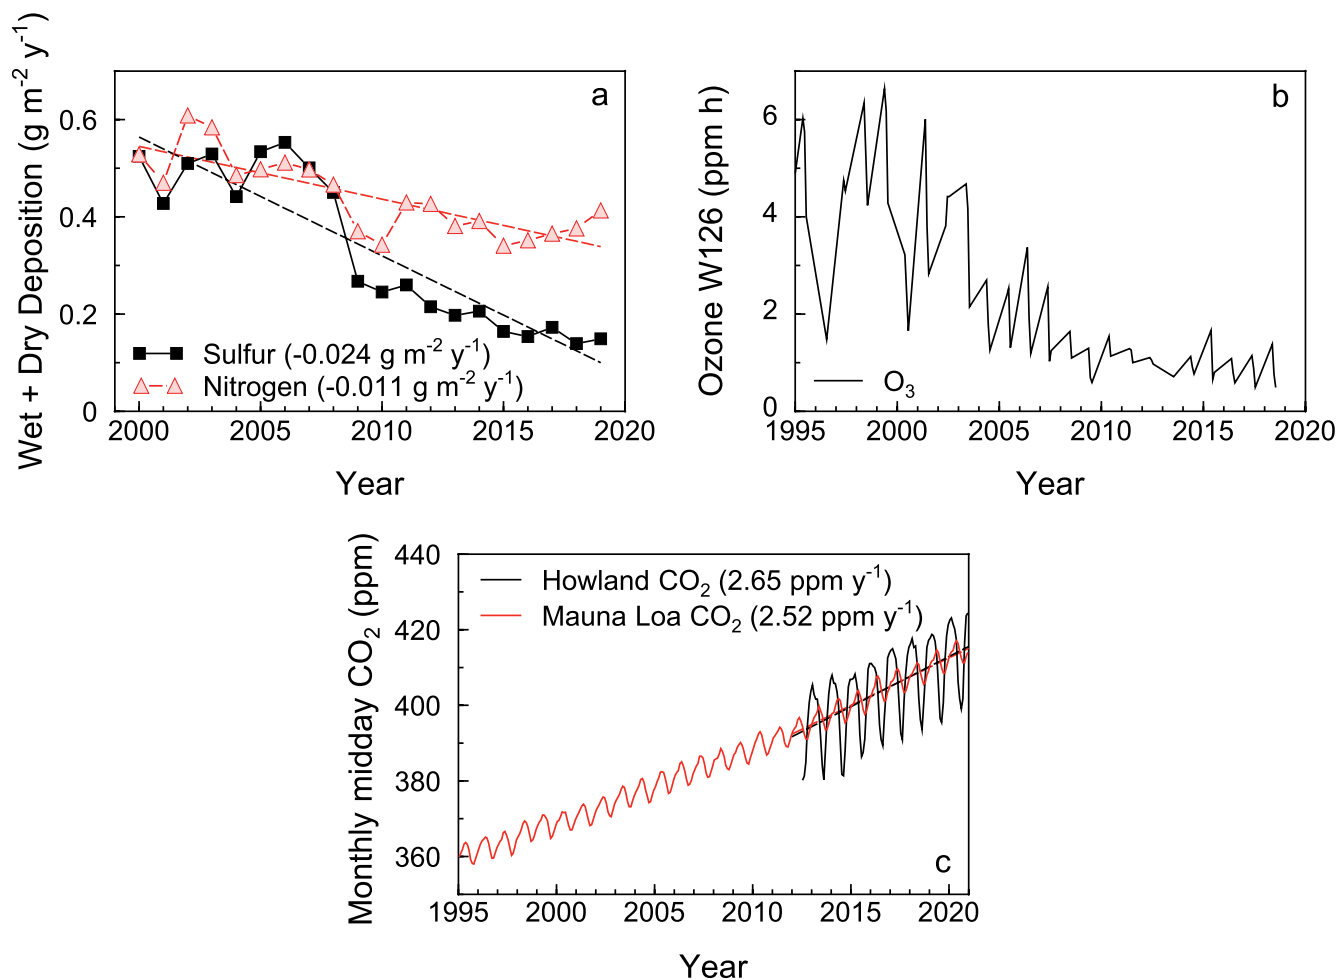 Wet + Dry Deposition (g m-2 y-1)
a
0.6
0.4
0.2
0
Sulfur (-0.024 g m-2 y-1)
Nitrogen (-0.011 g m-2 y-1)
2000 2005 2010 2015 2020
Year
Ozone W126 (ppm h)
b
6
4
2
0
O3
1995 2000 2005 2010 2015 2020
Year
Monthly midday CO2 (ppm)
440
420
400
380
360
Howland CO2 (2.65 ppm y-1)
Mauna Loa CO2 (2.52 ppm y-1)
c
1995 2000 2005 2010 2015 2020
Year